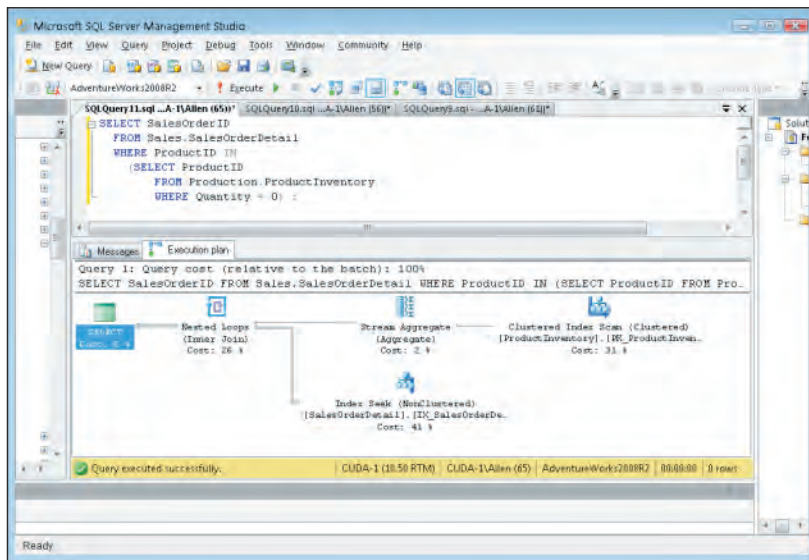 Microsoft SQL Server Management Studio
File Edit View Query Project Debug Tools Window Community Help
New Query
AdventureWorks2008R2 Execute
SQLQuery11.sql ...A-1\Allen (65))* SQLQuery10.sql ...A-1\Allen (56))* SQLQuery9.sql - ...A-1\Allen (61))*
SELECT SalesOrderID
FROM Sales.SalesOrderDetail
WHERE ProductID IN
(SELECT ProductID
FROM Production.ProductInventory
WHERE Quantity = 0) ;
Solut
Messages Execution plan
Query 1: Query cost (relative to the batch): 100%
SELECT SalesOrderID FROM Sales.SalesOrderDetail WHERE ProductID IN (SELECT ProductID FROM Pro...
SELECT
Cost: 0 %
Nested Loops
(Inner Join)
Cost: 26 %
Stream Aggregate
(Aggregate)
Cost: 2 %
Clustered Index Scan (Clustered)
[ProductInventory].[PK_ProductInven...
Cost: 31 %
Index Seek (NonClustered)
[SalesOrderDetail].[IX_SalesOrderDe...
Cost: 41 %
Query executed successfully. CUDA-1 (10.50 RTM) CUDA-1\Allen (65) AdventureWorks2008R2 00:00:00 0 rows
Ready